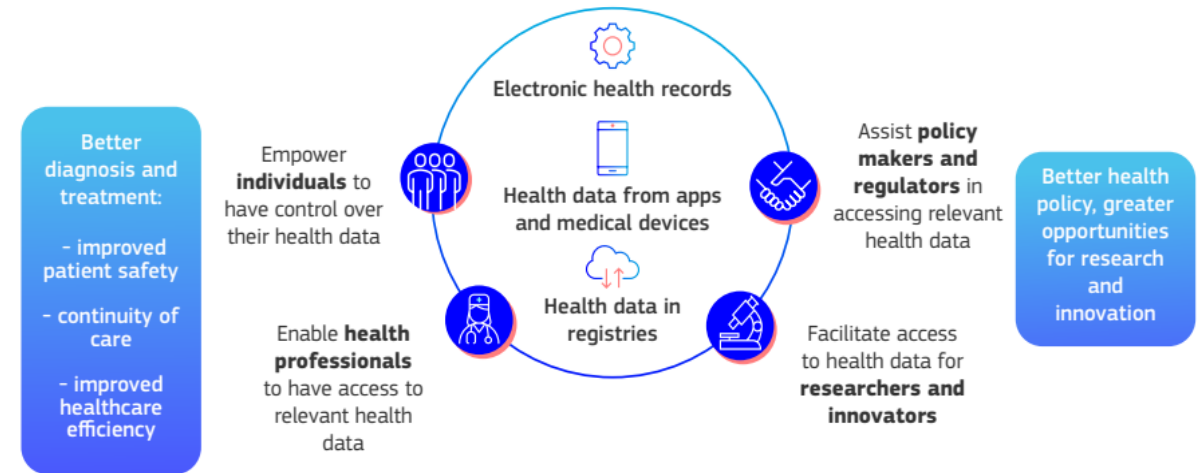 Better
diagnosis and
treatment:
- improved
patient safety
- continuity of
care
- improved
healthcare
efficiency
Empower
individuals to
have control over
their health data
Enable health
professionals
to have access to
relevant health
data
Electronic health records
Health data from apps
and medical devices
Health data in
registries
Assist policy
makers and
regulators in
accessing relevant
health data
Facilitate access
to health data for
researchers and
innovators
Better health
policy, greater
opportunities
for research
and
innovation